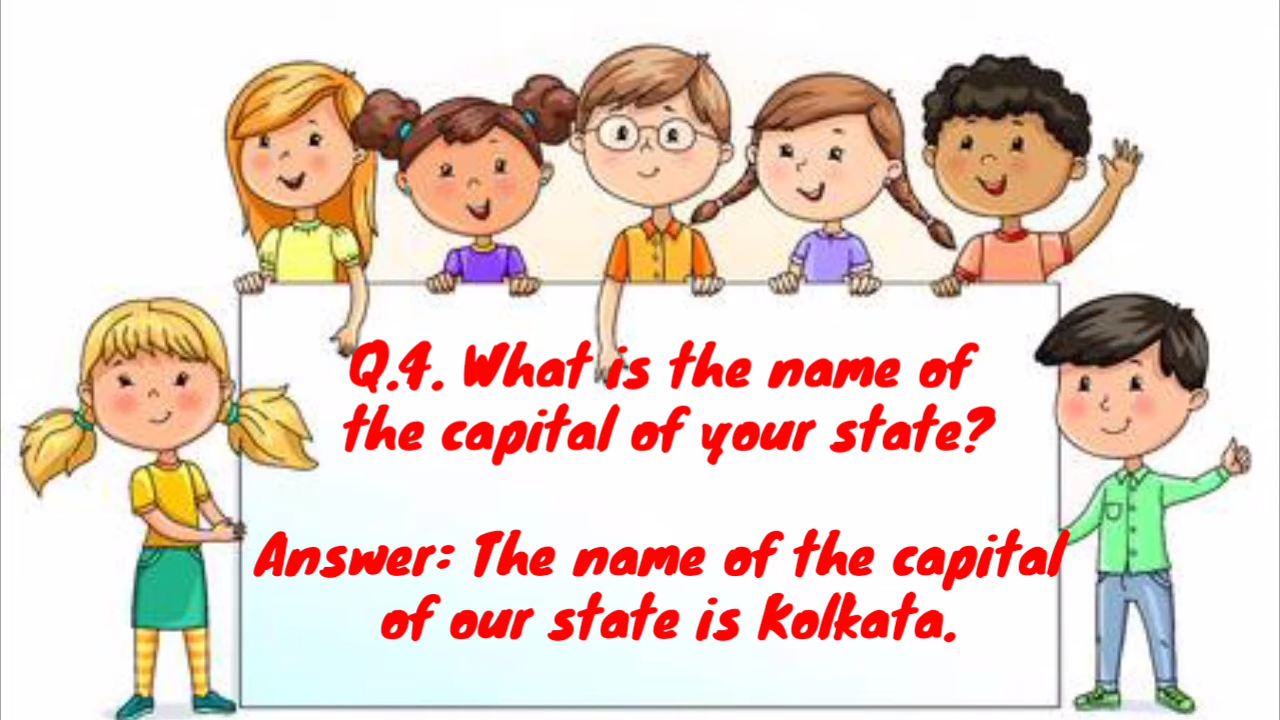 Q.4. What is the name of
the capital of your state?
Answer: The name of the capital
of our state is Kolkata.